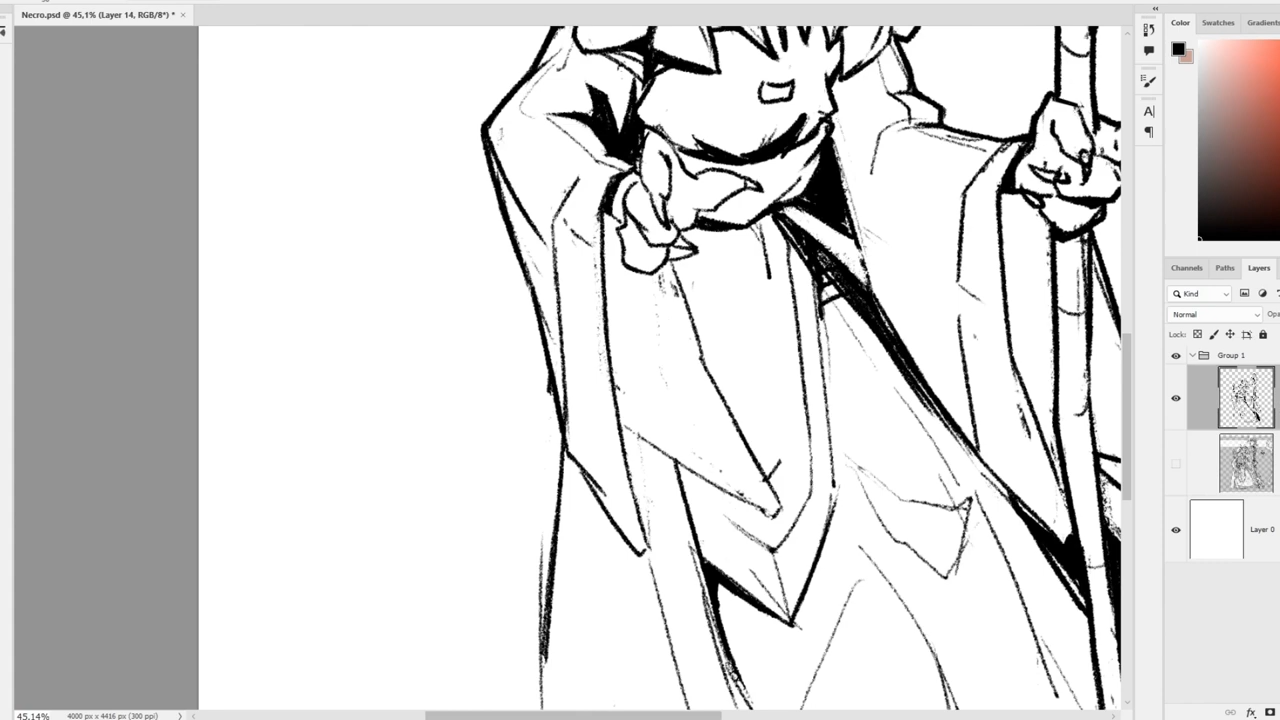 Necro.psd @ 45,1% (Layer 14, RGB/8*) * ×
Color Swatches Gradients
A|
¶
Channels Paths Layers
Kind
Normal
Lock:
Group 1
Layer 0
fx
45,14% 4000 px x 4416 px (300 ppi)